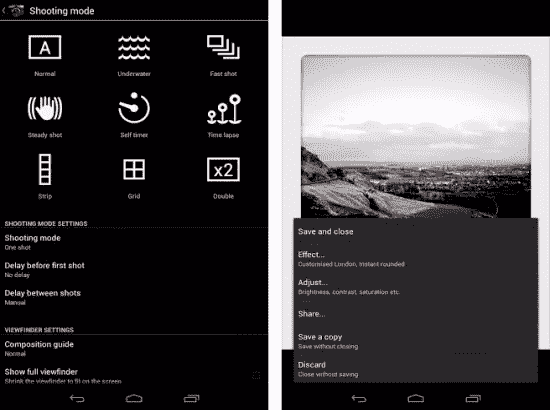 Shooting mode
A
Normal
Underwater
Fast shot
Steady shot
Self timer
Time lapse
x2
Strip
Grid
Double
SHOOTING MODE SETTINGS
Shooting mode
One shot
Delay before first shot
No delay
Delay between shots
Manual
VIEWFINDER SETTINGS
Composition guide
Normal
Show full viewfinder
Shrink the viewfinder to fit on the screen
Save and close
Effect...
Customised London, Instant rounded
Adjust...
Brightness, contrast, saturation etc.
Share...
Save a copy
Save without closing
Discard
Close without saving